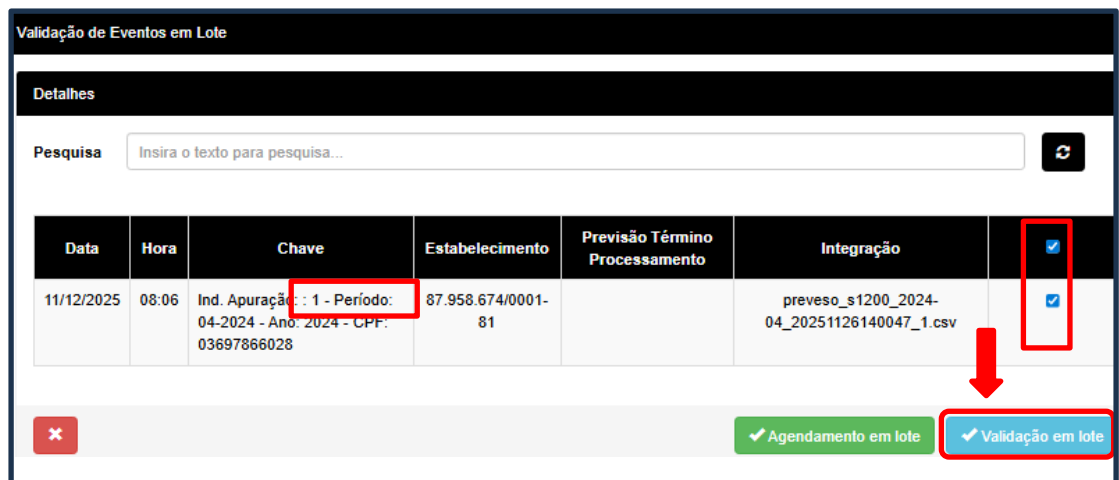 Validação de Eventos em Lote
Detalhes
Pesquisa
Insira o texto para pesquisa...
Data
Hora
Chave
Estabelecimento
Previsão Término
Processamento
Integração
11/12/2025
08:06
Ind. Apuração: : 1 - Período:
04-2024 - Ano: 2024 - CPF:
03697866028
87.958.674/0001-
81
preveso_s1200_2024-
04_20251126140047_1.csv
Agendamento em lote
Validação em lote